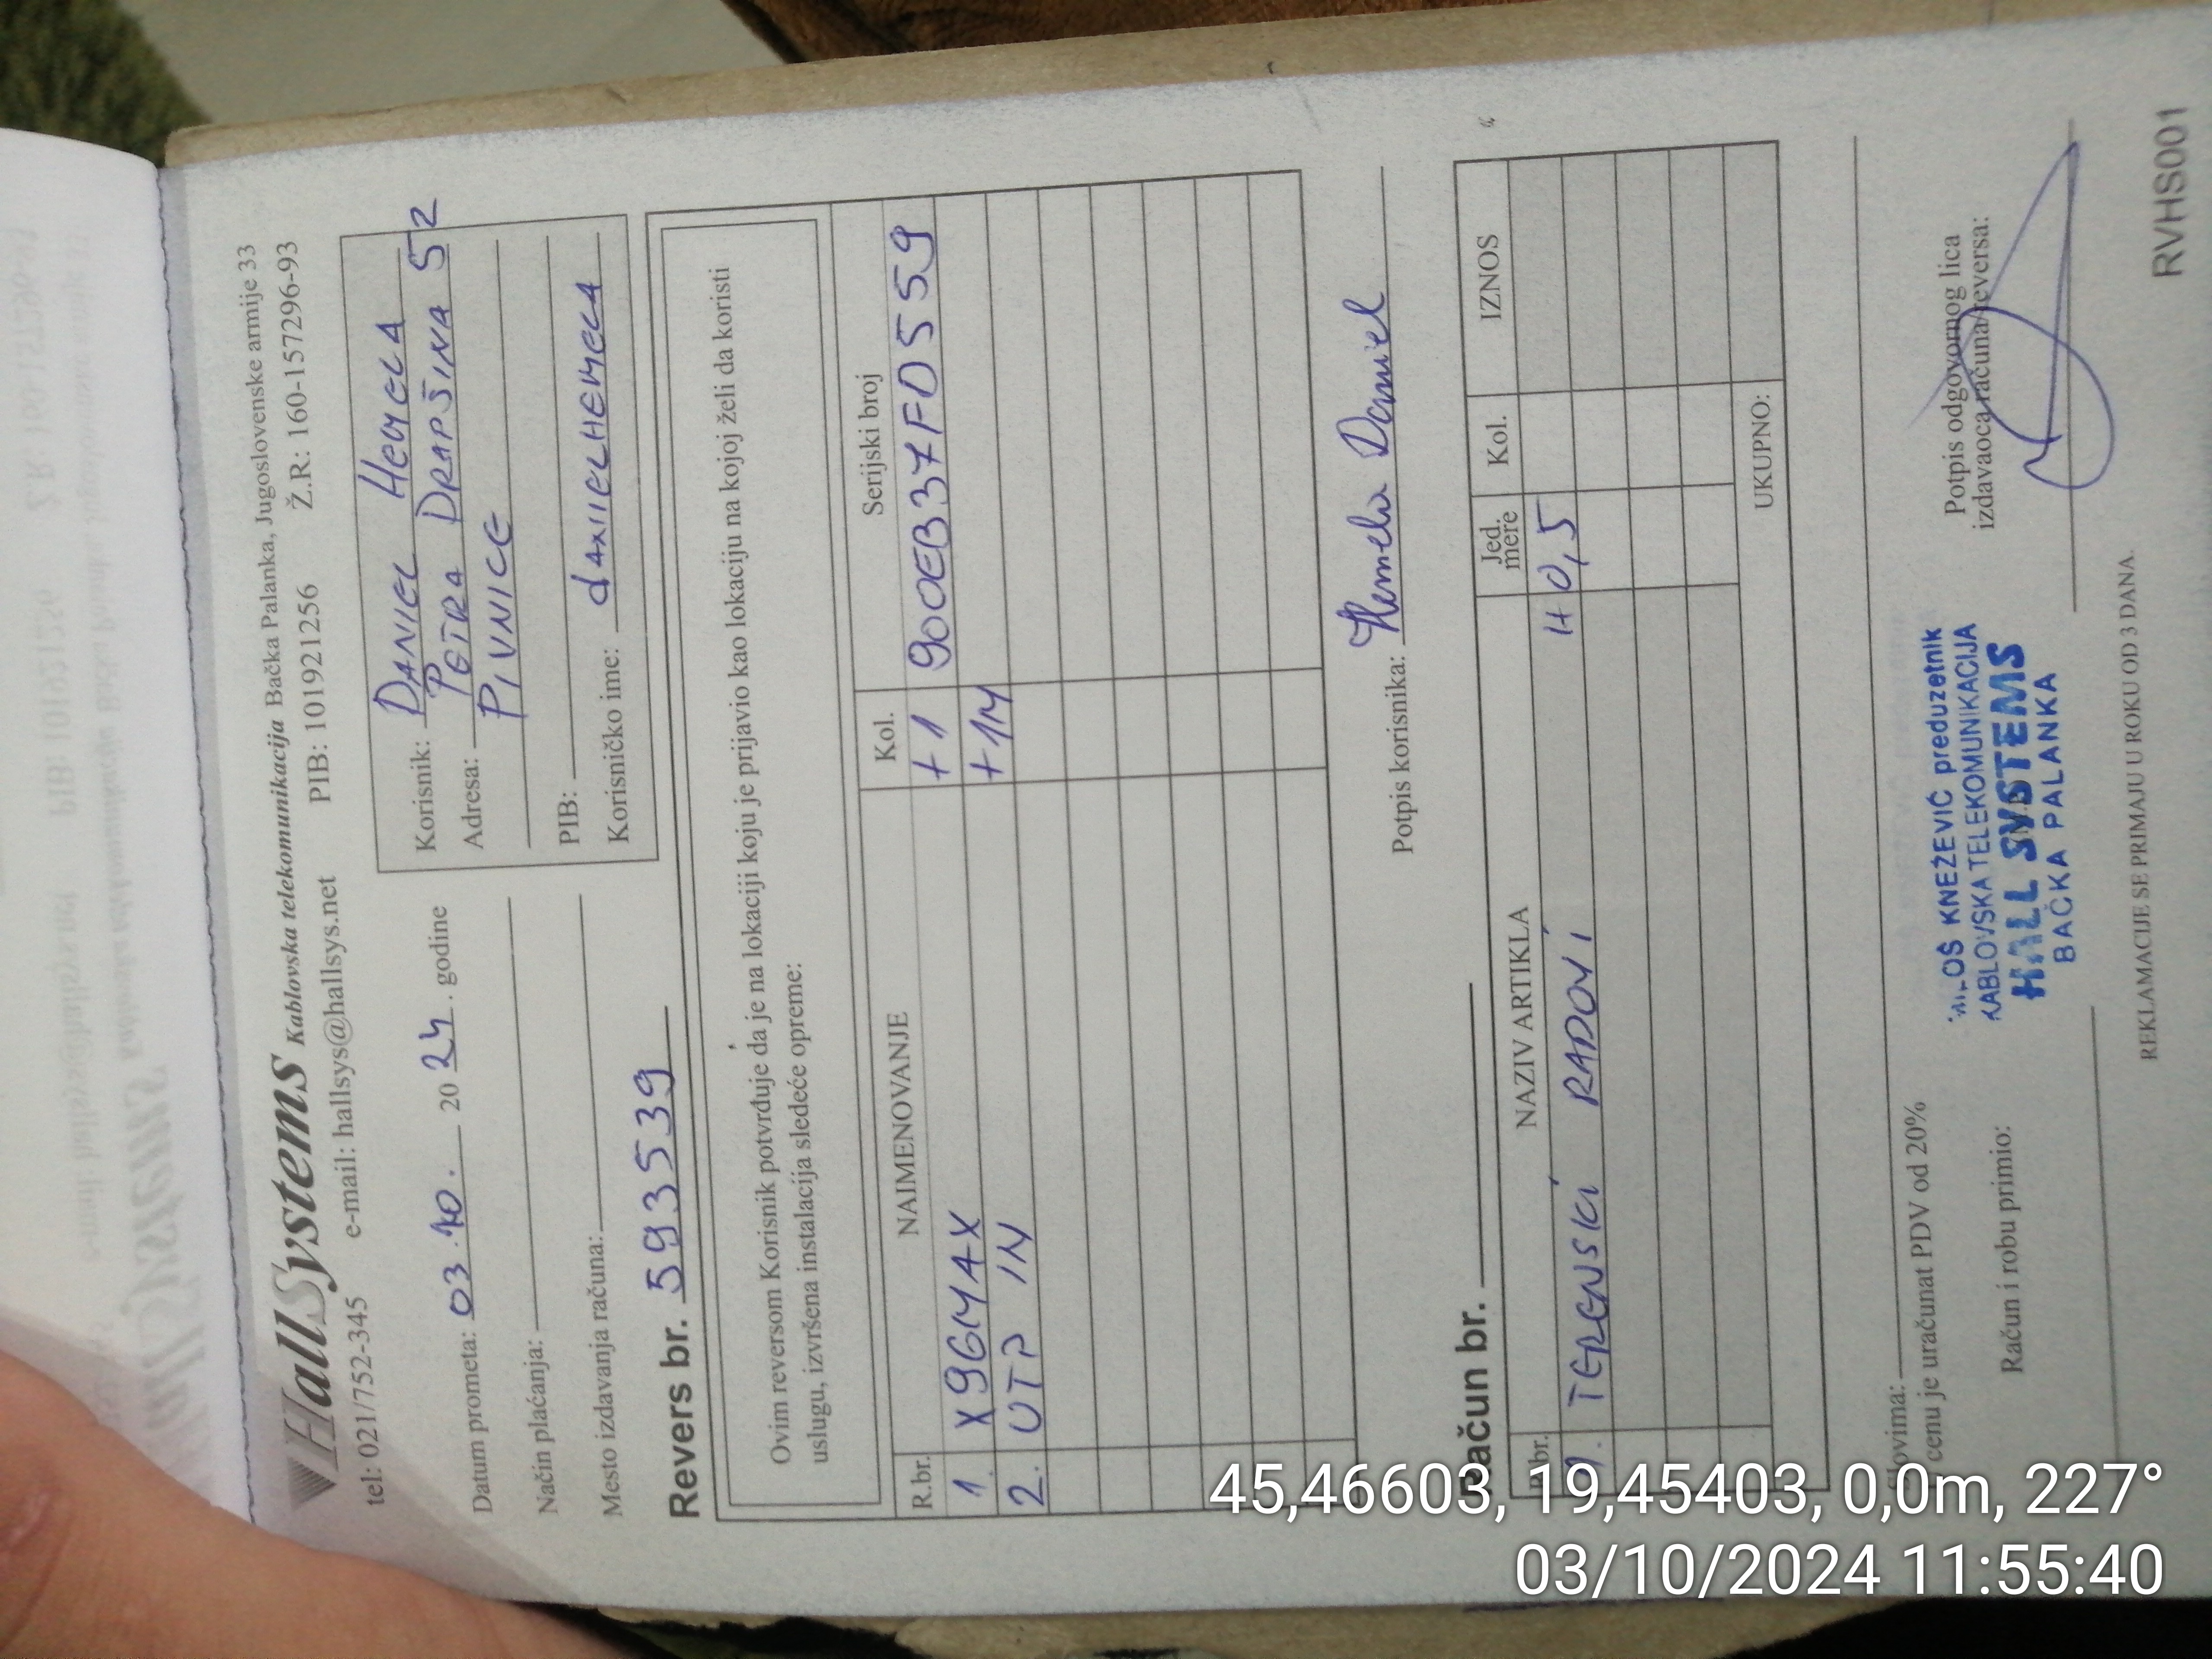 HallSystems Kablovska telekomunikacija Bačka Palanka, Jugoslovenske armije 33
tel: 021/752-345 e-mail: hallsys@hallsys.net PIB: 101921256 Ž.R: 160-157296-93
Datum prometa: 03.10. 2024. godine
Način plaćanja:
Mesto izdavanja računa:
Korisnik: DANIEL HEMELA
Adresa: PETRA DRAPŠINA 52
PIVNICE
PIB:
Korisničko ime: danielhemela
Revers br. 5935539
Ovim reversom Korisnik potvrđuje da je na lokaciji koju je prijavio kao lokaciju na kojoj želi da koristi
uslugu, izvršena instalacija sledeće opreme:
R.br. NAIMENOVANJE Kol. Serijski broj
1. X96MAX +1 900EB37FD559
2. UTP IN +1M
Potpis korisnika: Hemela Daniel
Račun br.
R.br. NAZIV ARTIKLA Jed. mere Kol. IZNOS
1. TERENSKI RADOVI H 0,5
UKUPNO:
Slovima:
cenu je uračunat PDV od 20%
Račun i robu primio:
MILOŠ KNEŽEVIĆ preduzetnik
KABLOVSKA TELEKOMUNIKACIJA
HALL SYSTEMS
BAČKA PALANKA
Potpis odgovornog lica
izdavaoca računa/reversa:
REKLAMACIJE SE PRIMAJU U ROKU OD 3 DANA.
RVHS001
45,46603, 19,45403, 0,0m, 227°
03/10/2024 11:55:40